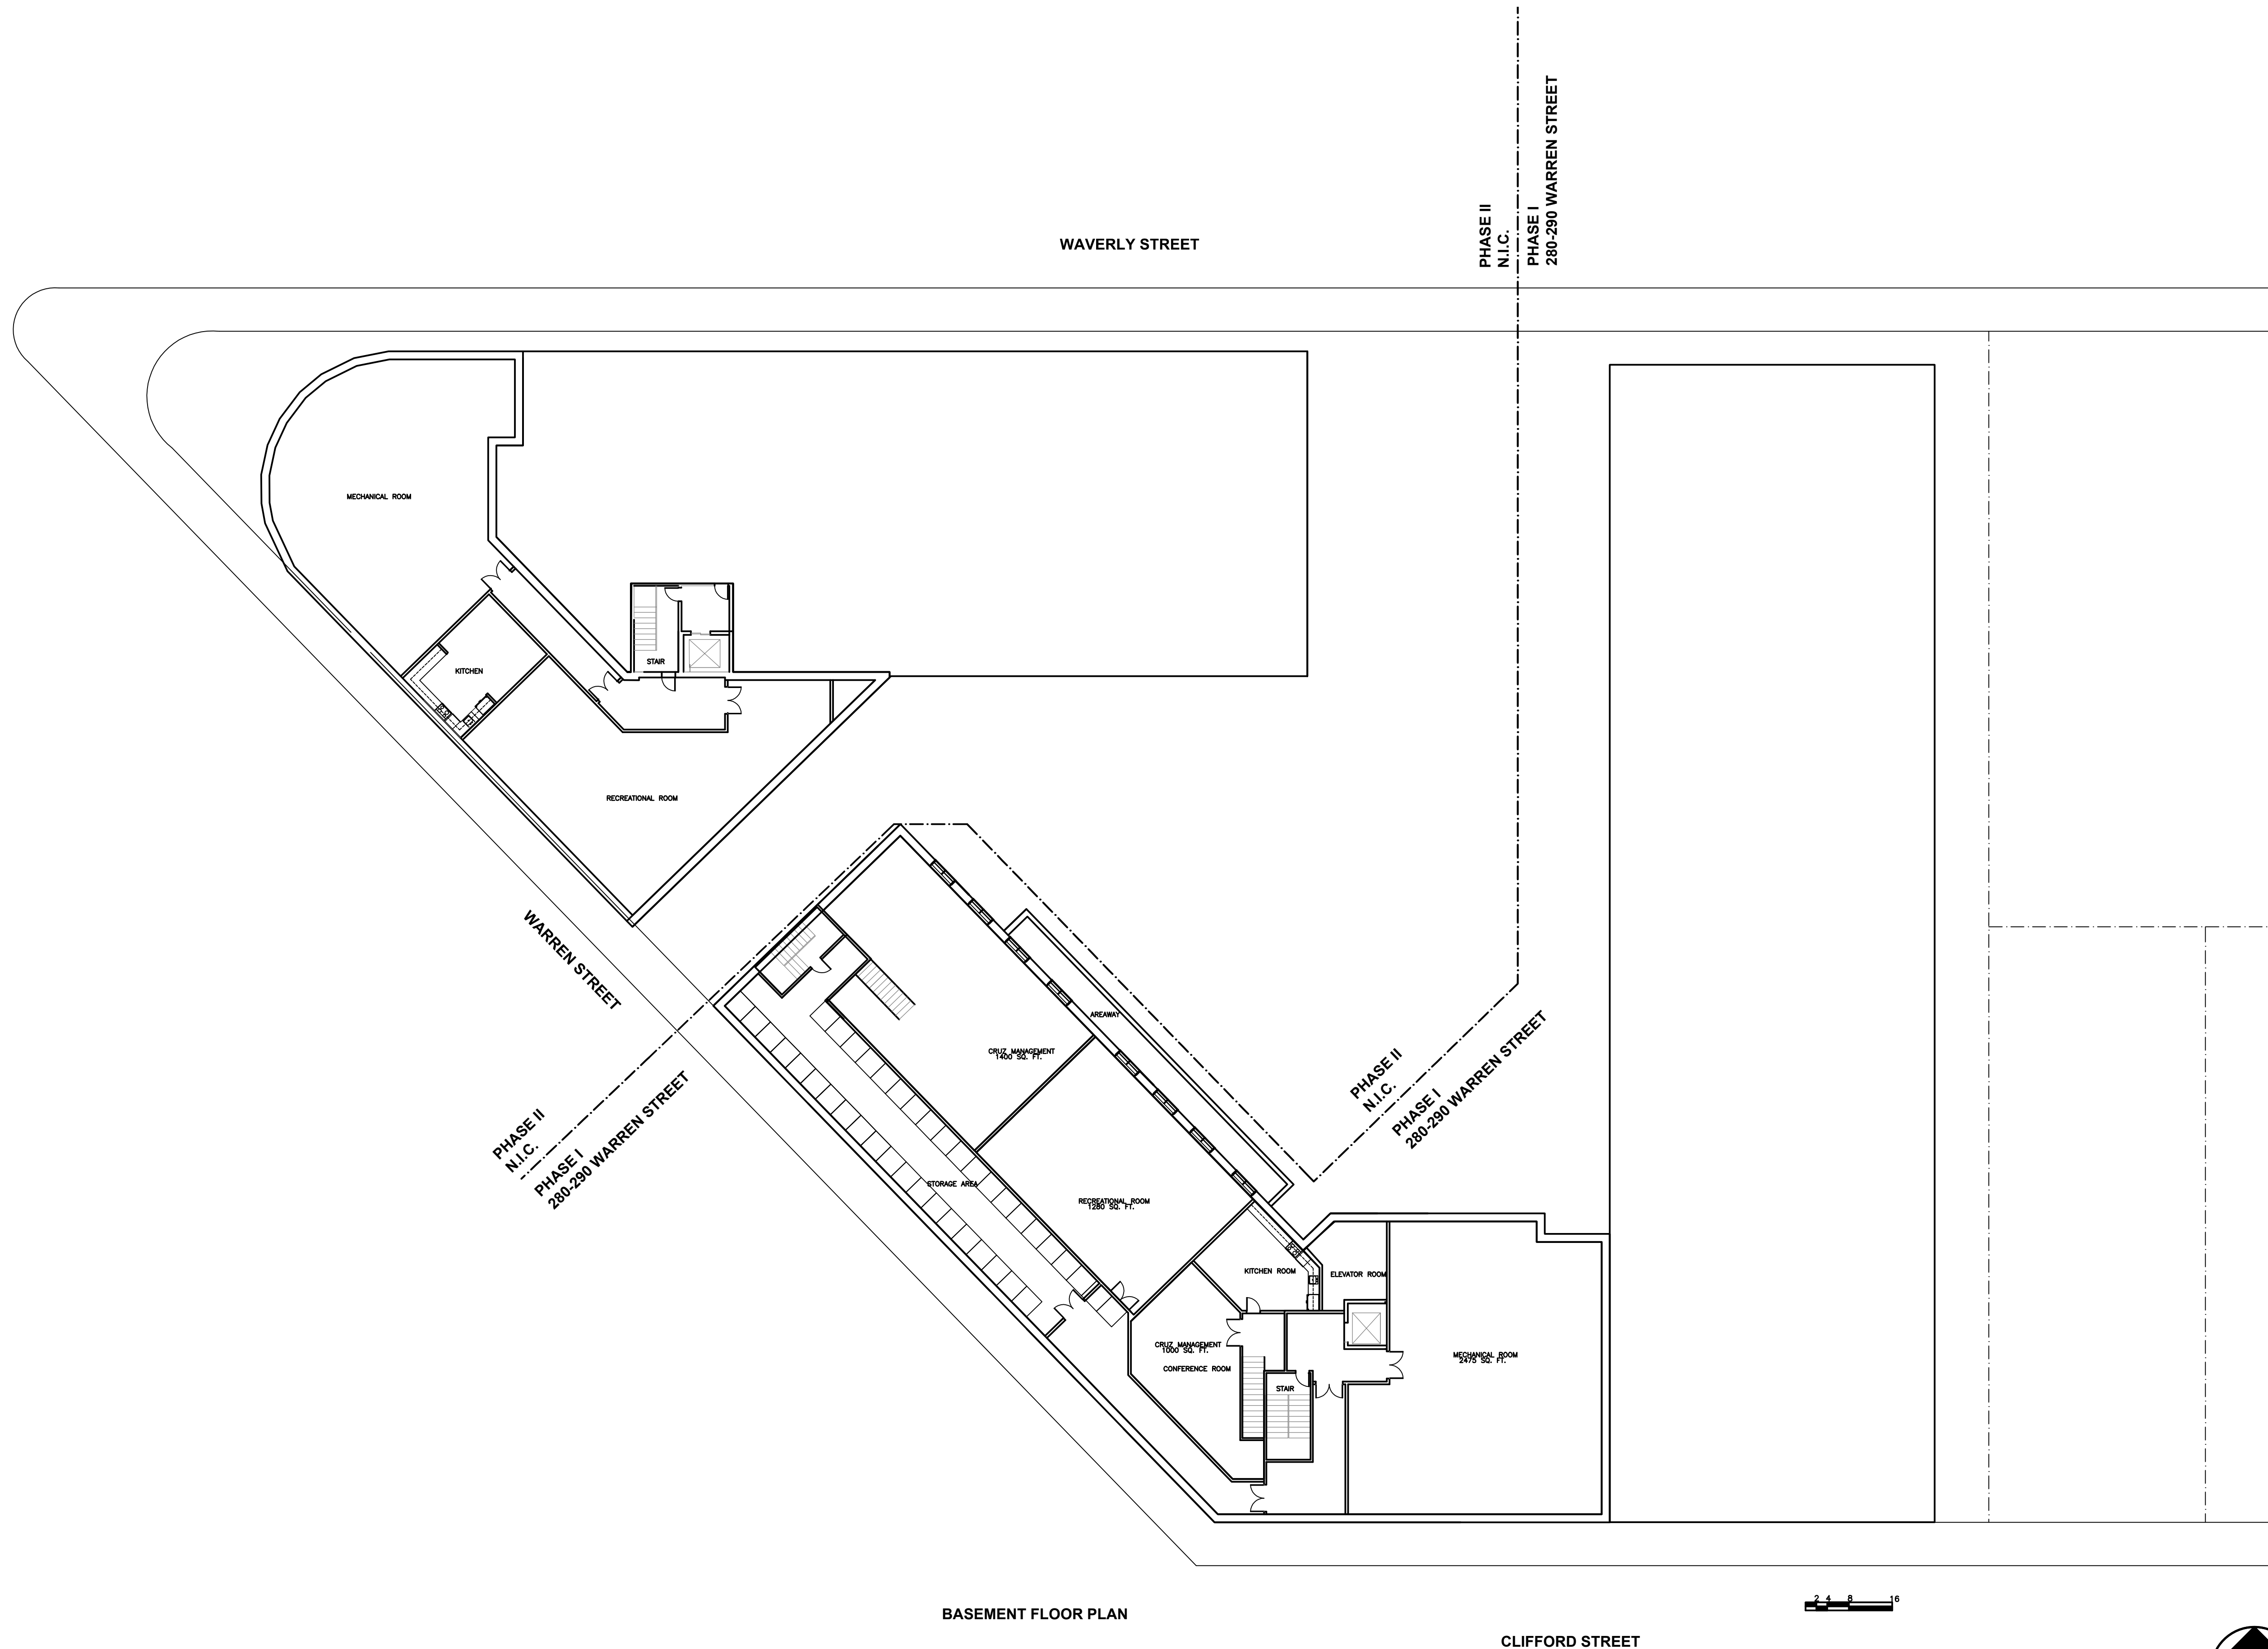 PHASE II
N.I.C.
PHASE I
280-290 WARREN STREET
WAVERLY STREET
MECHANICAL ROOM
STAIR
KITCHEN
RECREATIONAL ROOM
WARREN STREET
AREAWAY
CRUZ MANAGEMENT
1400 SQ. FT.
PHASE II
N.I.C.
PHASE I
280-290 WARREN STREET
PHASE II
N.I.C.
PHASE I
280-290 WARREN STREET
STORAGE AREA
RECREATIONAL ROOM
1280 SQ. FT.
KITCHEN ROOM
ELEVATOR ROOM
CRUZ MANAGEMENT
1000 SQ. FT.
CONFERENCE ROOM
MECHANICAL ROOM
2475 SQ. FT.
STAIR
2 4 8 16
BASEMENT FLOOR PLAN
CLIFFORD STREET